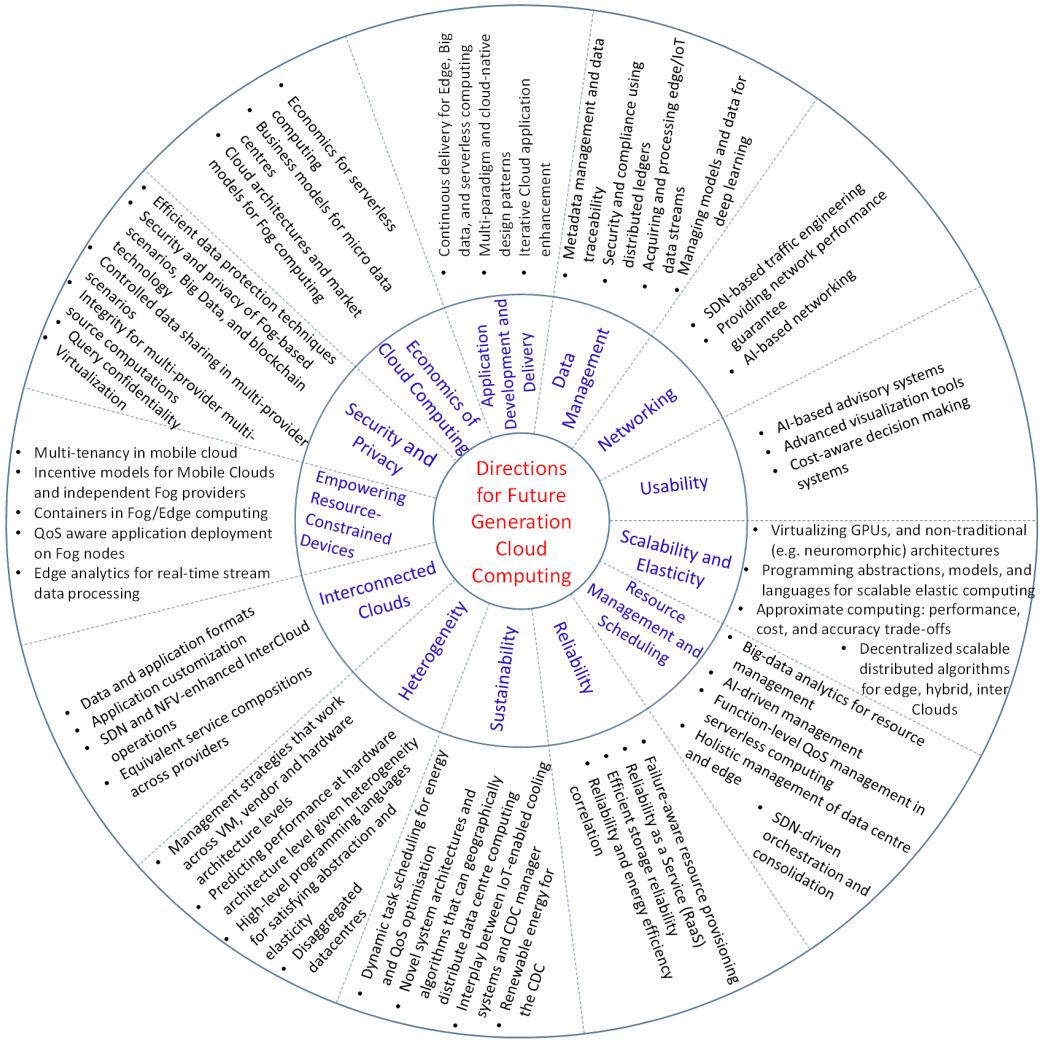 Directions
for Future
Generation
Cloud
Computing
Application
Development and
Delivery
• Continuous delivery for Edge, Big
data, and serverless computing
• Multi-paradigm and cloud-native
design patterns
• Iterative Cloud application
enhancement
Data
Management
• Metadata management and data
traceability
• Security and compliance using
distributed ledgers
• Acquiring and processing edge/IoT
data streams
• Managing models and data for
deep learning
Networking
• SDN-based traffic engineering
• Providing network performance
guarantee
• AI-based networking
Usability
• AI-based advisory systems
• Advanced visualization tools
• Cost-aware decision making
systems
Scalability and
Elasticity
• Virtualizing GPUs, and non-traditional
(e.g. neuromorphic) architectures
• Programming abstractions, models, and
languages for scalable elastic computing
• Approximate computing: performance,
cost, and accuracy trade-offs
• Decentralized scalable
distributed algorithms
for edge, hybrid, inter
Clouds
Resource
Management and
Scheduling
• Big-data analytics for resource
management
• AI-driven management
• Function-level QoS management in
serverless computing
• Holistic management of data centre
and edge
• SDN-driven
orchestration and
consolidation
Reliability
• Failure-aware resource provisioning
• Reliability as a Service (RaaS)
• Efficient storage reliability
• Reliability and energy efficiency
correlation
Sustainability
• Dynamic task scheduling for energy
and QoS optimisation
• Novel system architectures and
algorithms that can geographically
distribute data centre computing
• Interplay between IoT-enabled cooling
systems and CDC manager
• Renewable energy for
the CDC
Heterogeneity
• Management strategies that work
across VM, vendor and hardware
architecture levels
• Predicting performance at hardware
architecture level given heterogeneity
• High-level programming languages
for satisfying abstraction and
elasticity
• Disaggregated
datacentres
Interconnected
Clouds
• Data and application formats
• Application customization
• SDN and NFV-enhanced InterCloud
operations
• Equivalent service compositions
across providers
Empowering
Resource-
Constrained
Devices
• Multi-tenancy in mobile cloud
• Incentive models for Mobile Clouds
and independent Fog providers
• Containers in Fog/Edge computing
• QoS aware application deployment
on Fog nodes
• Edge analytics for real-time stream
data processing
Security and
Privacy
• Efficient data protection techniques
• Security and privacy of Fog-based
scenarios, Big Data, and blockchain
technology
• Controlled data sharing in multi-provider
scenarios
• Integrity for multi-provider multi-
source computations
• Query confidentiality
• Virtualization
Economics of
Cloud Computing
• Economics for serverless
computing
• Business models for micro data
centres
• Cloud architectures and market
models for Fog computing